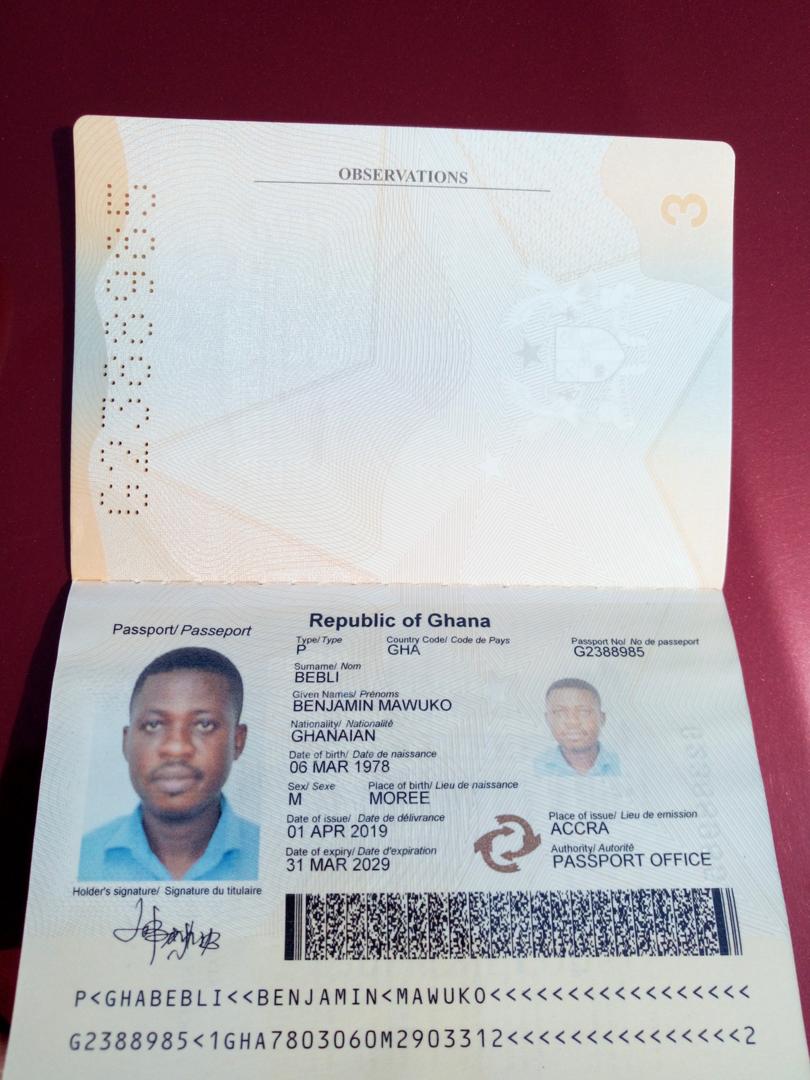 OBSERVATIONS
3
Passport/ Passeport
Republic of Ghana
Type/ Type Country Code/ Code de Pays Passport No/ No de passeport
P GHA G2388985
Surname/ Nom
BEBLI
Given Names/ Prénoms
BENJAMIN MAWUKO
Nationality/ Nationalité
GHANAIAN
Date of birth/ Date de naissance
06 MAR 1978
Sex/ Sexe Place of birth/ Lieu de naissance
M MOREE
Date of issue/ Date de délivrance Place of issue/ Lieu de emission
01 APR 2019 ACCRA
Date of expiry/ Date d'expiration Authority/ Autorité
31 MAR 2029 PASSPORT OFFICE
Holder's signature/ Signature du titulaire
P<GHABEBLI<<BENJAMIN<MAWUKO<<<<<<<<<<<<<<<<<
G2388985<1GHA7803060M2903312<<<<<<<<<<<<<<<2